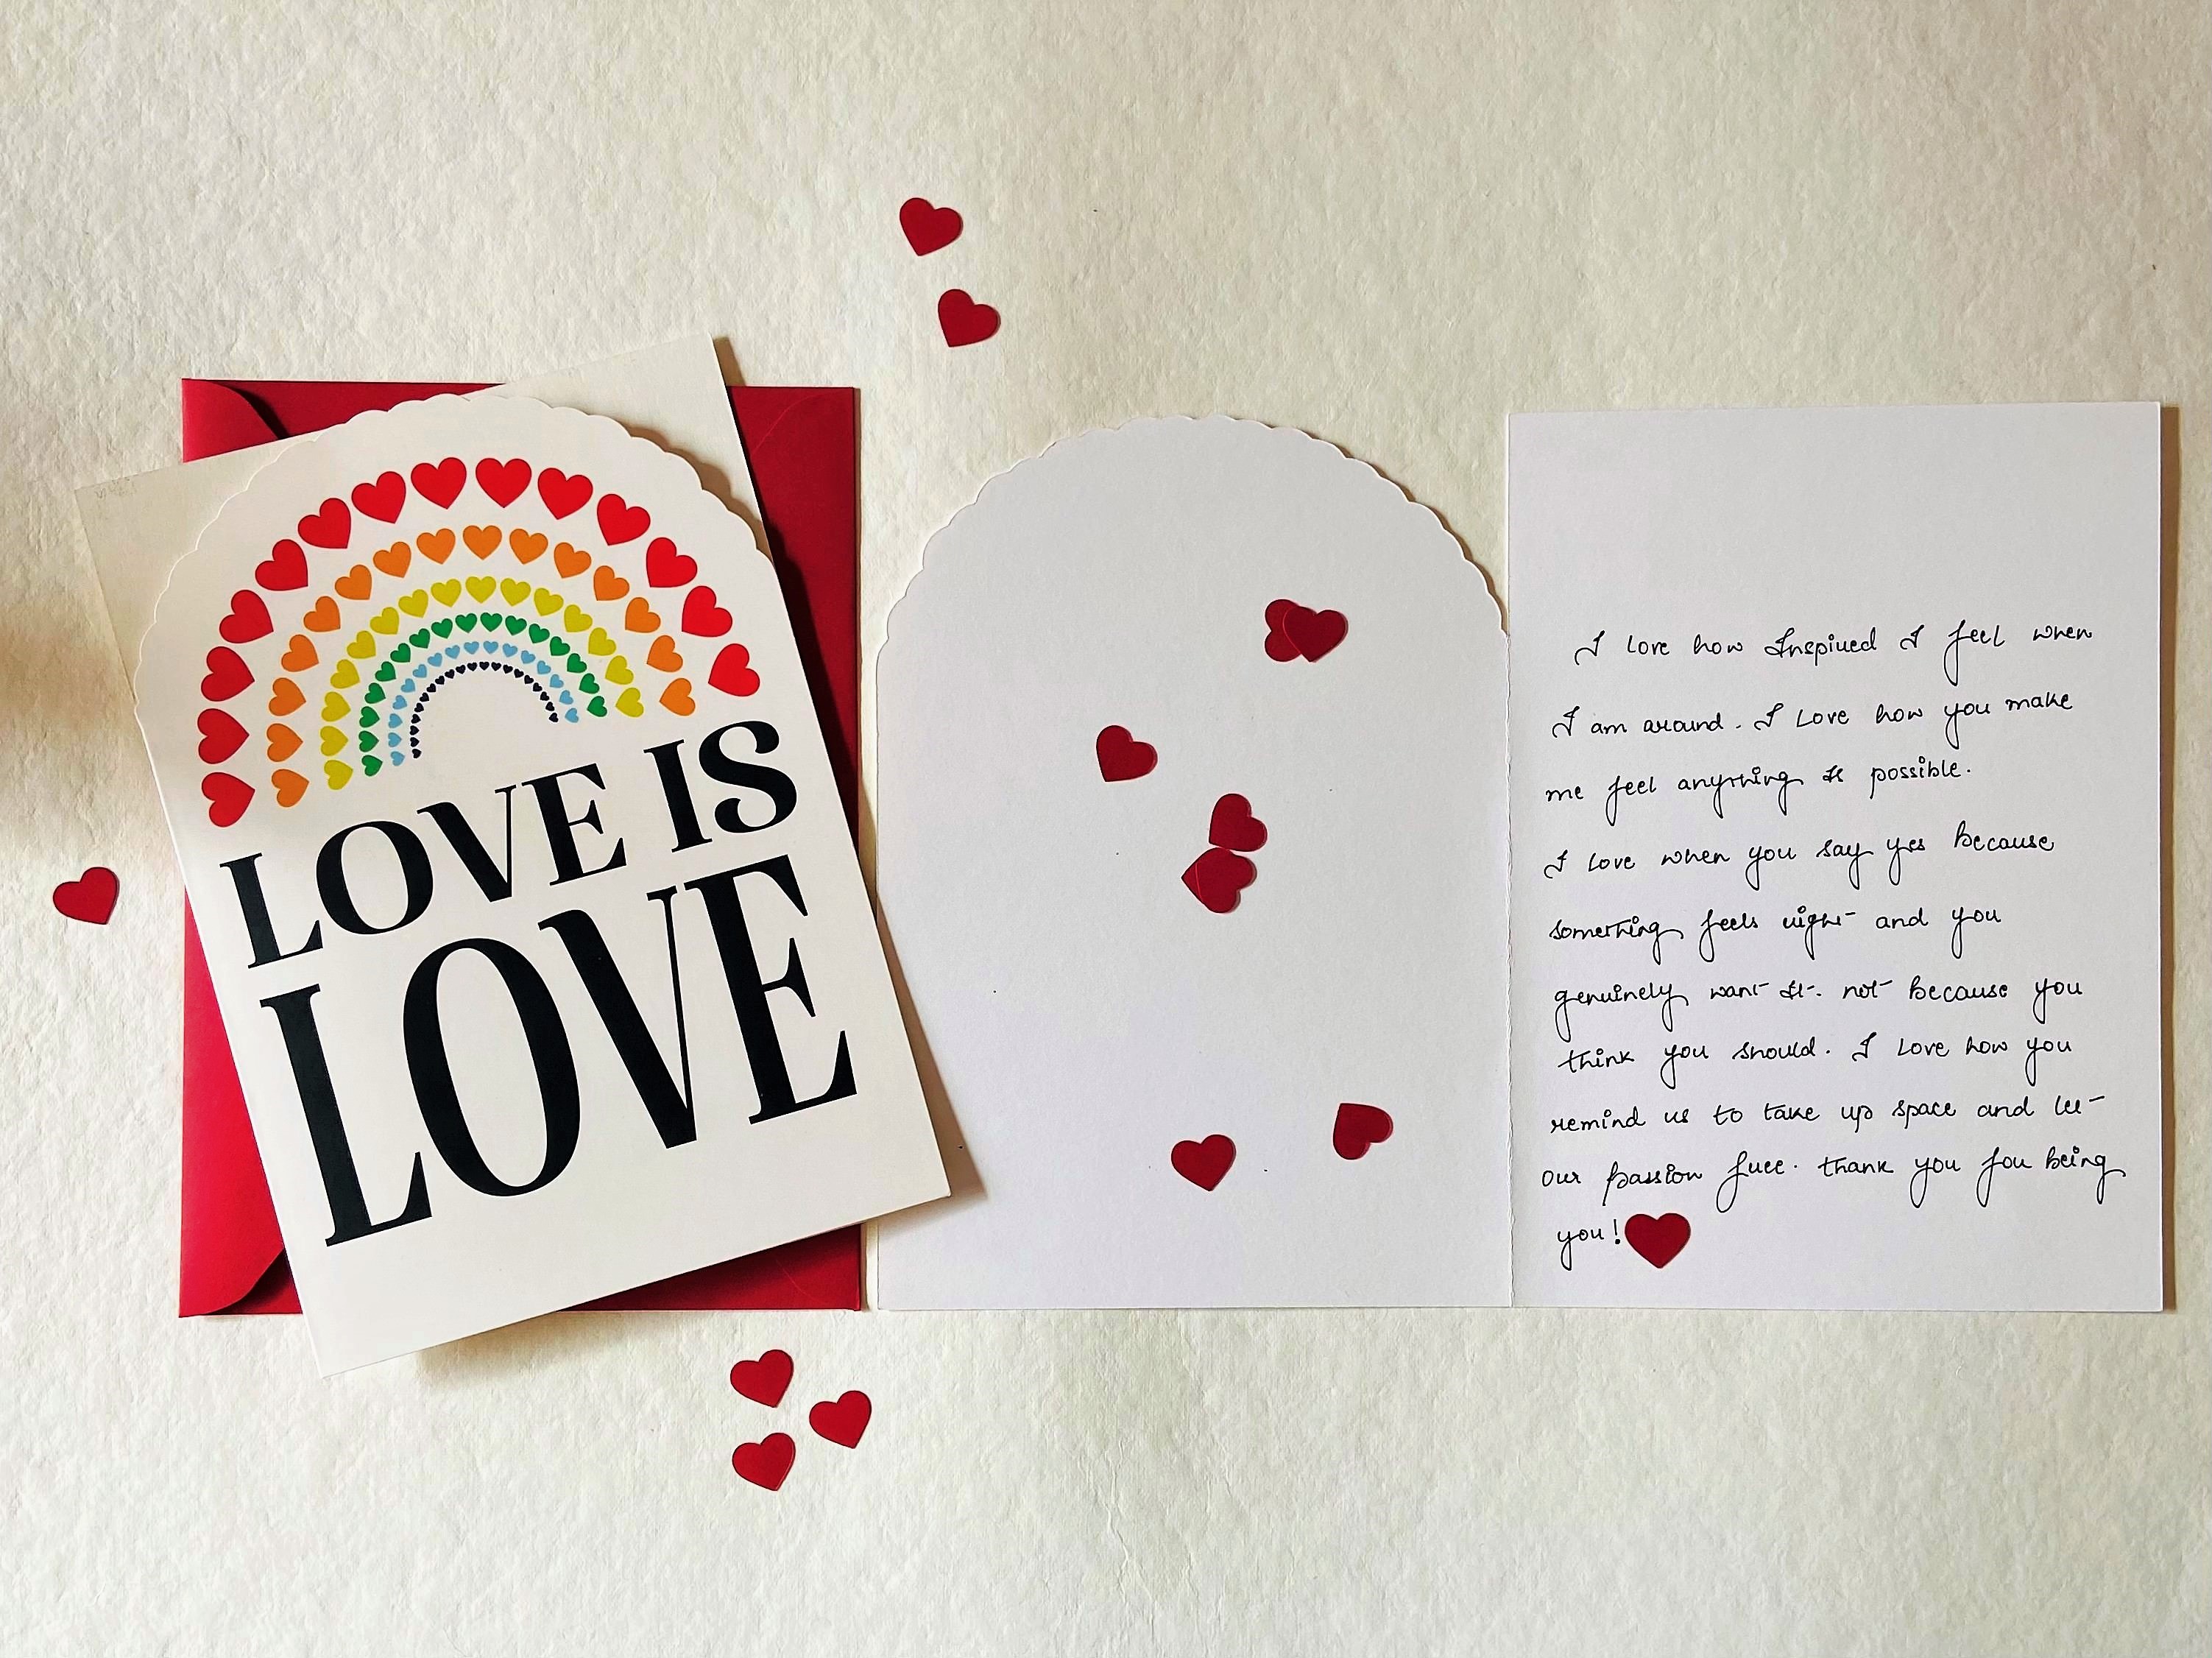 LOVE IS
LOVE
I love how Inspired I feel when
I am around. I love how you make
me feel anything Is possible.
I love when you say yes because
something feels right and you
genuinely want It. not because you
think you should. I love how you
remind us to take up space and let
our passion fuel. thank you for being
you!